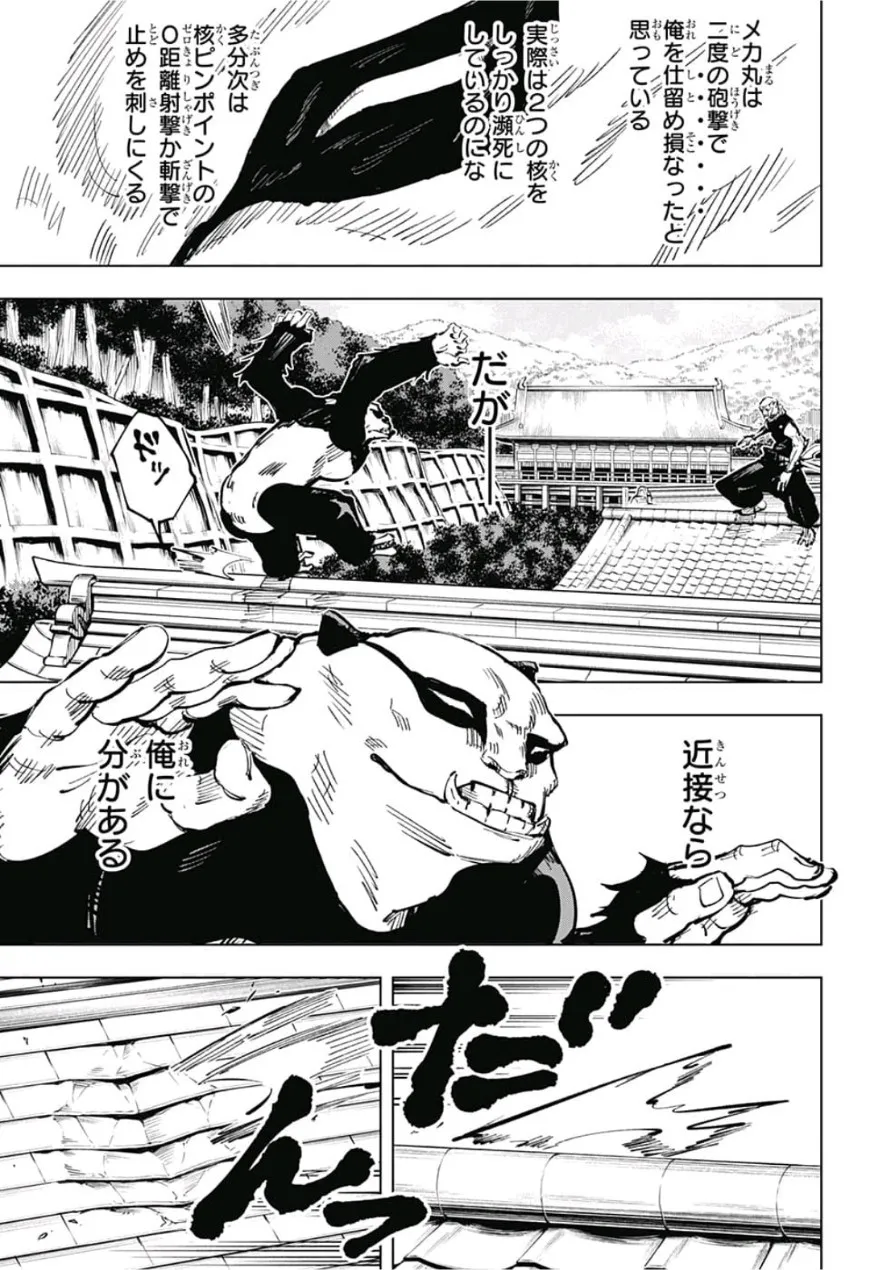 メカ丸は
二度の砲撃で
俺を仕留め損なったと
思っている
実際は2つの核を
しっかり瀕死に
しているのにな
多分次は
核ピンポイントの
0距離射撃か斬撃で
止めを刺しにくる
だが――
ドッ
近接なら
俺に
分がある
だんっ